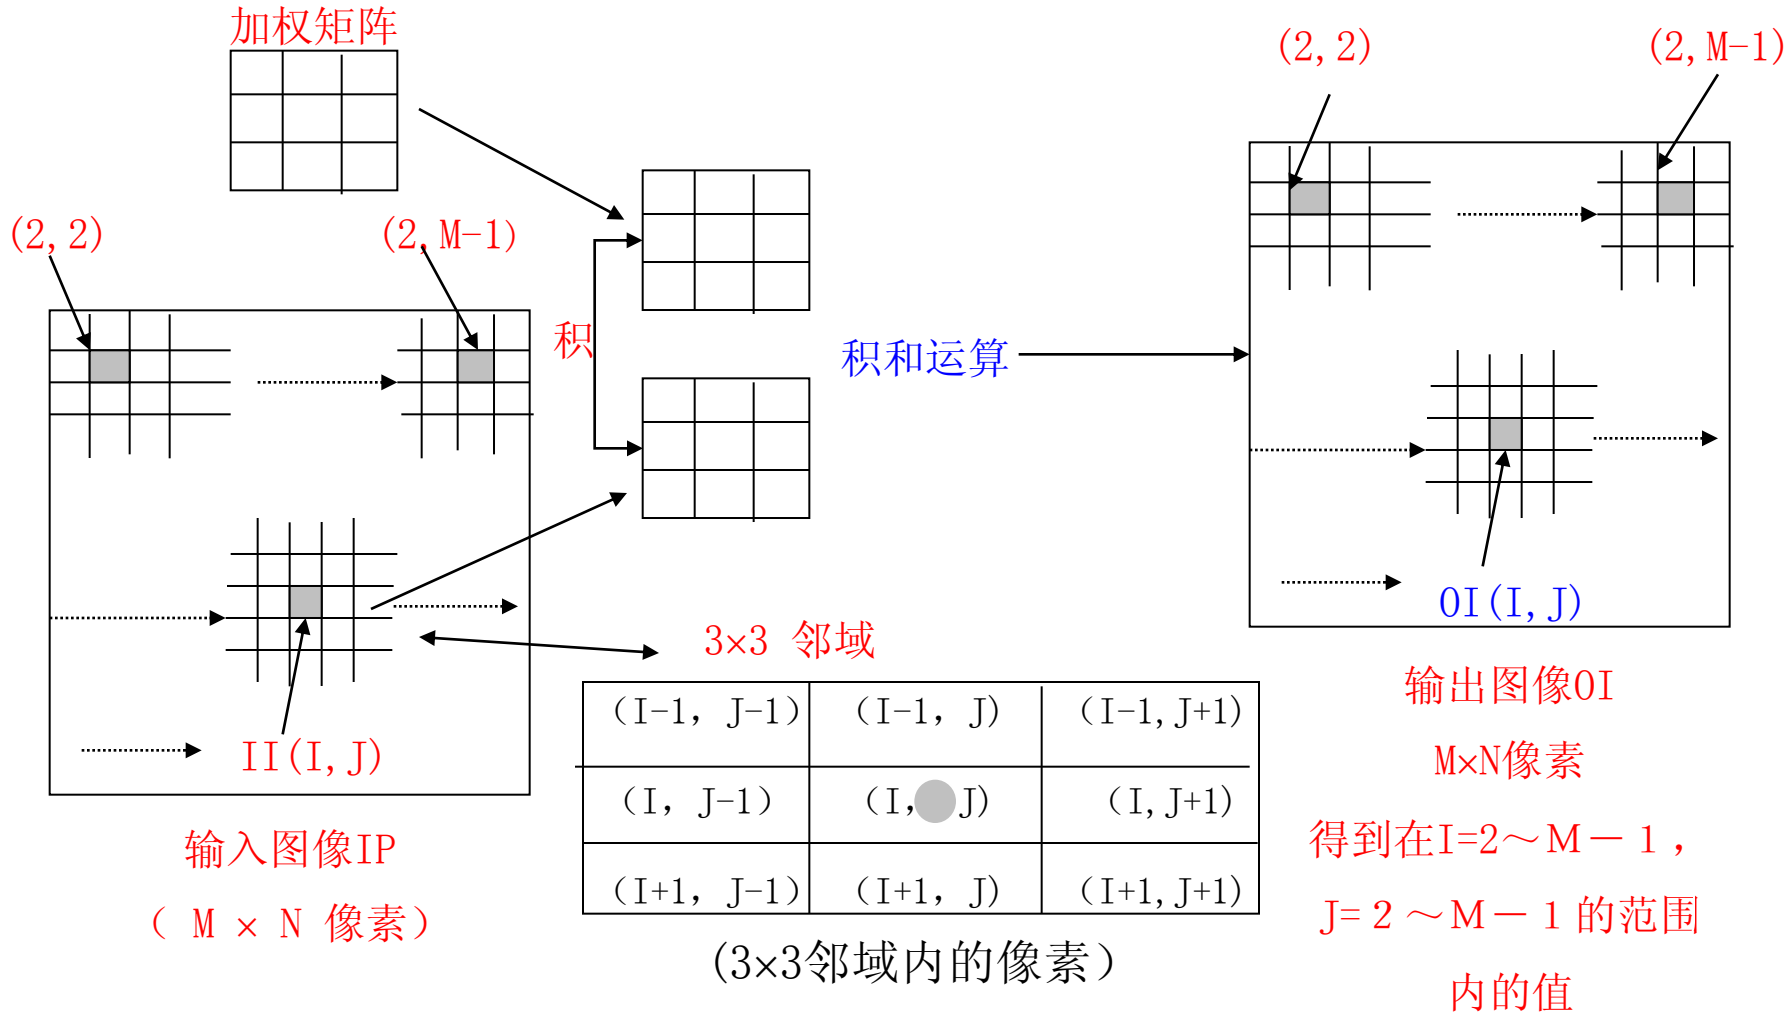 加权矩阵
(2,2)
(2,M-1)
(2,2)
(2,M-1)
积
积和运算
II(I,J)
OI(I,J)
3×3 邻域
(I-1, J-1)
(I-1, J)
(I-1,J+1)
(I, J-1)
(I, J)
(I,J+1)
(I+1, J-1)
(I+1, J)
(I+1,J+1)
(3×3邻域内的像素)
输入图像IP
( M × N 像素)
输出图像OI
M×N像素
得到在I=2～M－1,
J=2～M－1的范围
内的值